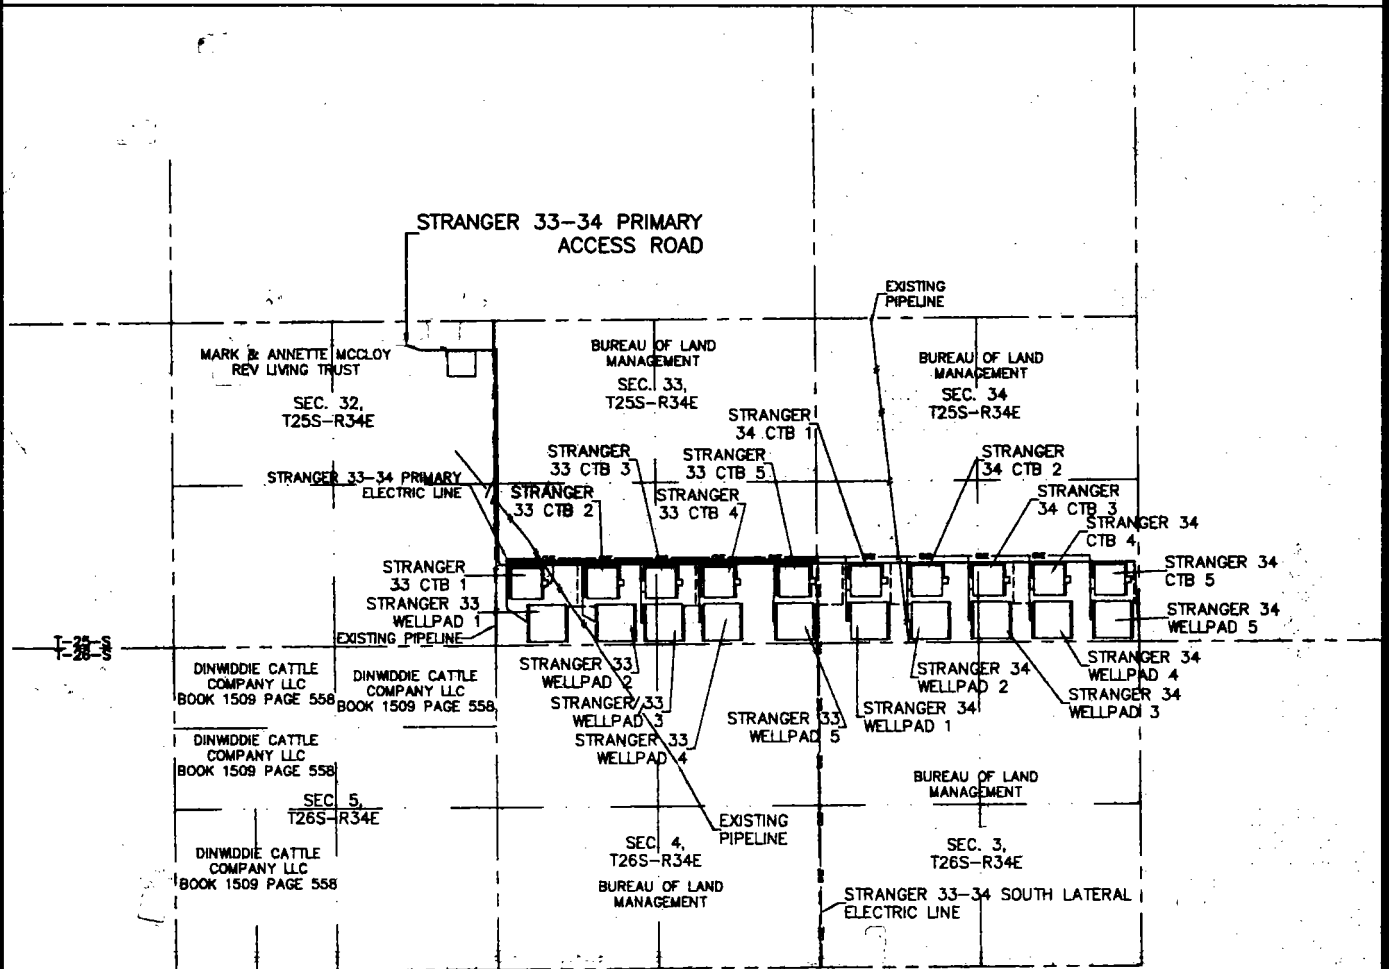 STRANGER 33-34 PRIMARY
ACCESS ROAD
EXISTING
PIPELINE
MARK & ANNETTE MCCLOY
REV LIVING TRUST
SEC. 32,
T25S-R34E
BUREAU OF LAND
MANAGEMENT
SEC. 33,
T25S-R34E
BUREAU OF LAND
MANAGEMENT
SEC. 34
T25S-R34E
STRANGER
34 CTB 1
STRANGER
33 CTB 3
STRANGER
33 CTB 5
STRANGER
34 CTB 2
STRANGER 33-34 PRIMARY
ELECTRIC LINE
STRANGER
33 CTB 2
STRANGER
33 CTB 4
STRANGER
34 CTB 3
STRANGER 34
CTB 4
STRANGER
33 CTB 1
STRANGER 34
CTB 5
STRANGER 33
WELLPAD 1
EXISTING PIPELINE
STRANGER 34
WELLPAD 5
T-25-S
T-26-S
DINWIDDIE CATTLE
COMPANY LLC
BOOK 1509 PAGE 558
DINWIDDIE CATTLE
COMPANY LLC
BOOK 1509 PAGE 558
STRANGER 33
WELLPAD 2
STRANGER 33
WELLPAD 3
STRANGER 33
WELLPAD 4
STRANGER 33
WELLPAD 5
STRANGER 34
WELLPAD 1
STRANGER 34
WELLPAD 2
STRANGER 34
WELLPAD 4
STRANGER 34
WELLPAD 3
DINWIDDIE CATTLE
COMPANY LLC
BOOK 1509 PAGE 558
SEC. 5,
T26S-R34E
BUREAU OF LAND
MANAGEMENT
EXISTING
PIPELINE
DINWIDDIE CATTLE
COMPANY LLC
BOOK 1509 PAGE 558
SEC. 4,
T26S-R34E
BUREAU OF LAND
MANAGEMENT
SEC. 3,
T26S-R34E
STRANGER 33-34 SOUTH LATERAL
ELECTRIC LINE